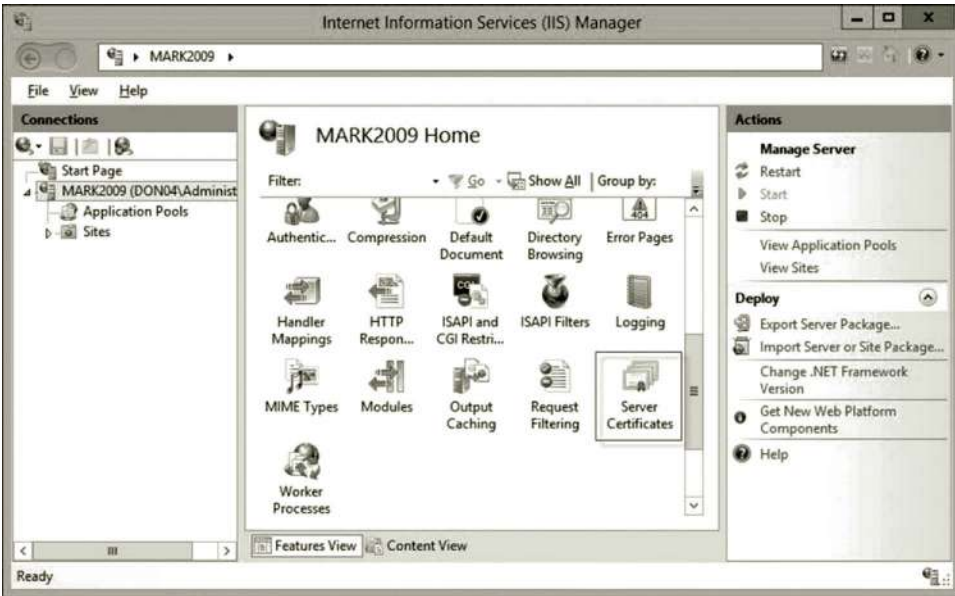 Internet Information Services (IIS) Manager
MARK2009
File View Help
Connections
Start Page
MARK2009 (DON04\Administ
Application Pools
Sites
MARK2009 Home
Filter: Go Show All Group by:
Authentic... Compression Default Document Directory Browsing Error Pages
Handler Mappings HTTP Respon... ISAPI and CGI Restri... ISAPI Filters Logging
MIME Types Modules Output Caching Request Filtering Server Certificates
Worker Processes
Features View Content View
Actions
Manage Server
Restart
Start
Stop
View Application Pools
View Sites
Deploy
Export Server Package...
Import Server or Site Package...
Change .NET Framework
Version
Get New Web Platform
Components
Help
Ready